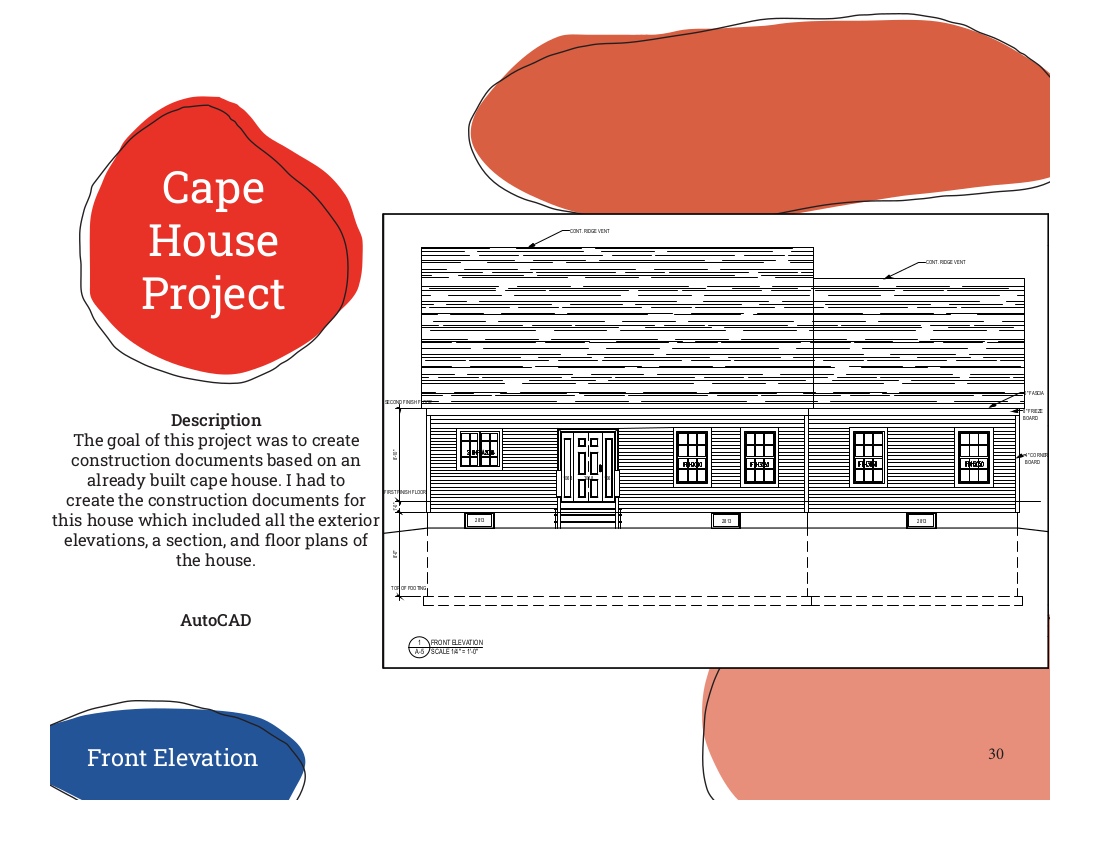 Cape
House
Project
Description
The goal of this project was to create
construction documents based on an
already built cape house. I had to
create the construction documents for
this house which included all the exterior
elevations, a section, and floor plans of
the house.
AutoCAD
CONT. RIDGE VENT
CONT. RIDGE VENT
SECOND FINISH FLOOR
FASCIA
FRIEZE
BOARD
CORNER
BOARD
FIRST FINISH FLOOR
2813
2813
2813
TOP OF FOOTING
1
A-5
FRONT ELEVATION
SCALE 1/4" = 1'-0"
Front Elevation
30